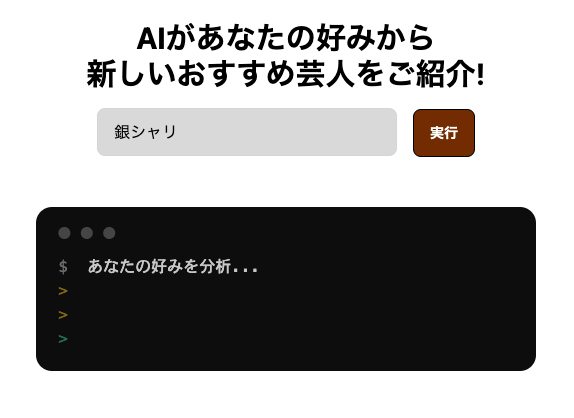 AIがあなたの好みから
新しいおすすめ芸人をご紹介!
銀シャリ
実行
$ あなたの好みを分析...
>
>
>